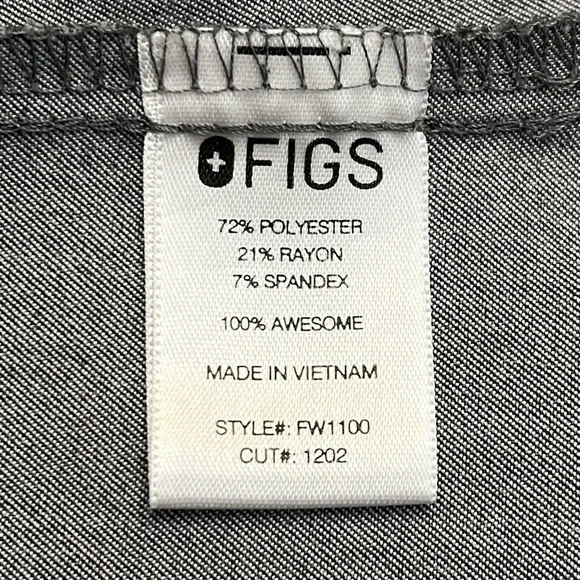 FIGS
72% POLYESTER
21% RAYON
7% SPANDEX
100% AWESOME
MADE IN VIETNAM
STYLE#: FW1100
CUT#: 1202